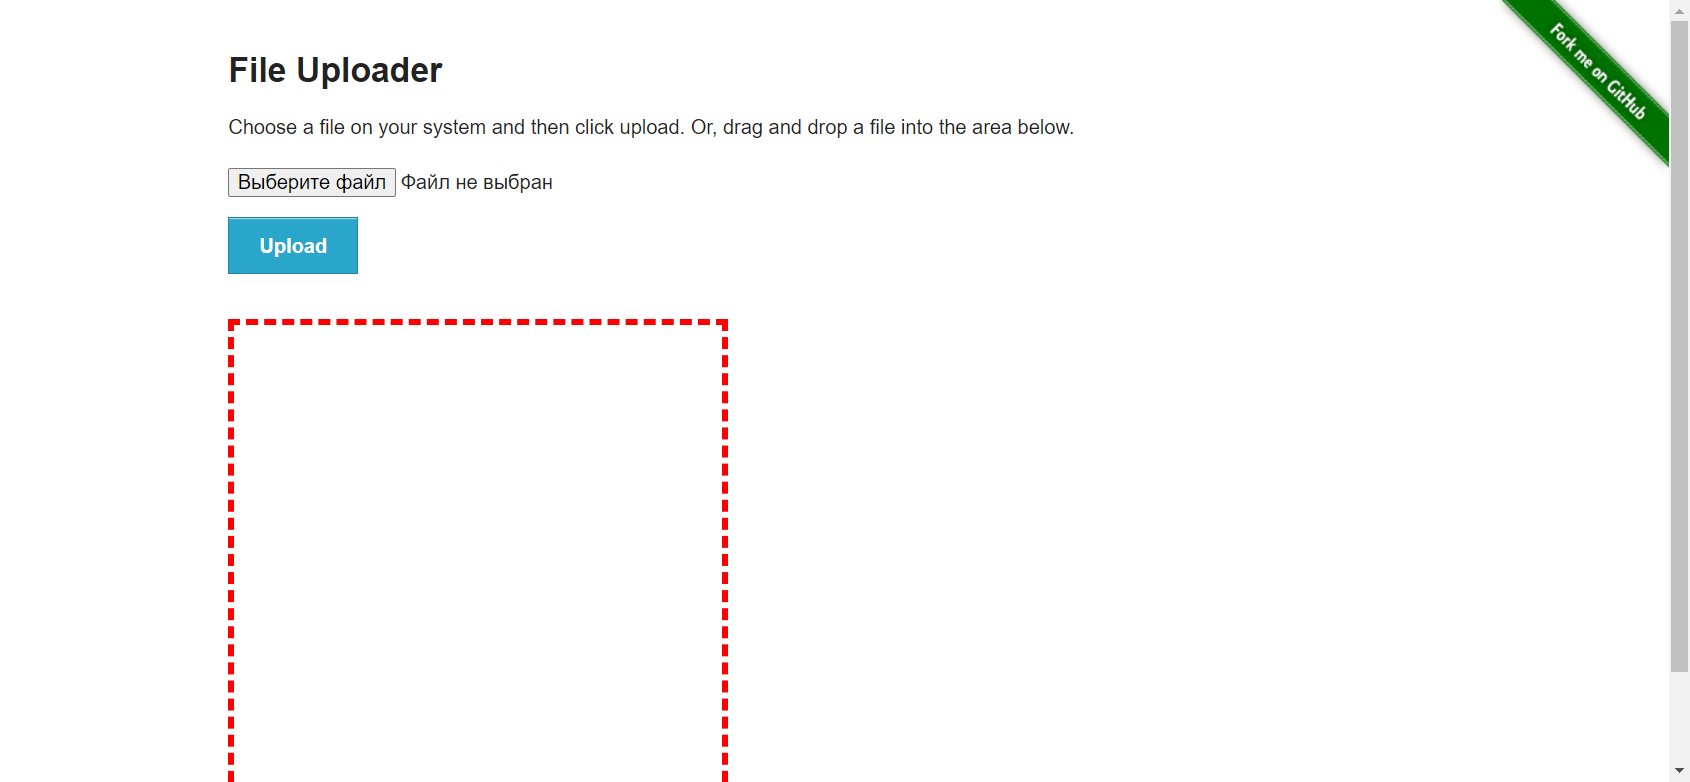 File Uploader
Choose a file on your system and then click upload. Or, drag and drop a file into the area below.
Выберите файл Файл не выбран
Upload
Fork me on GitHub